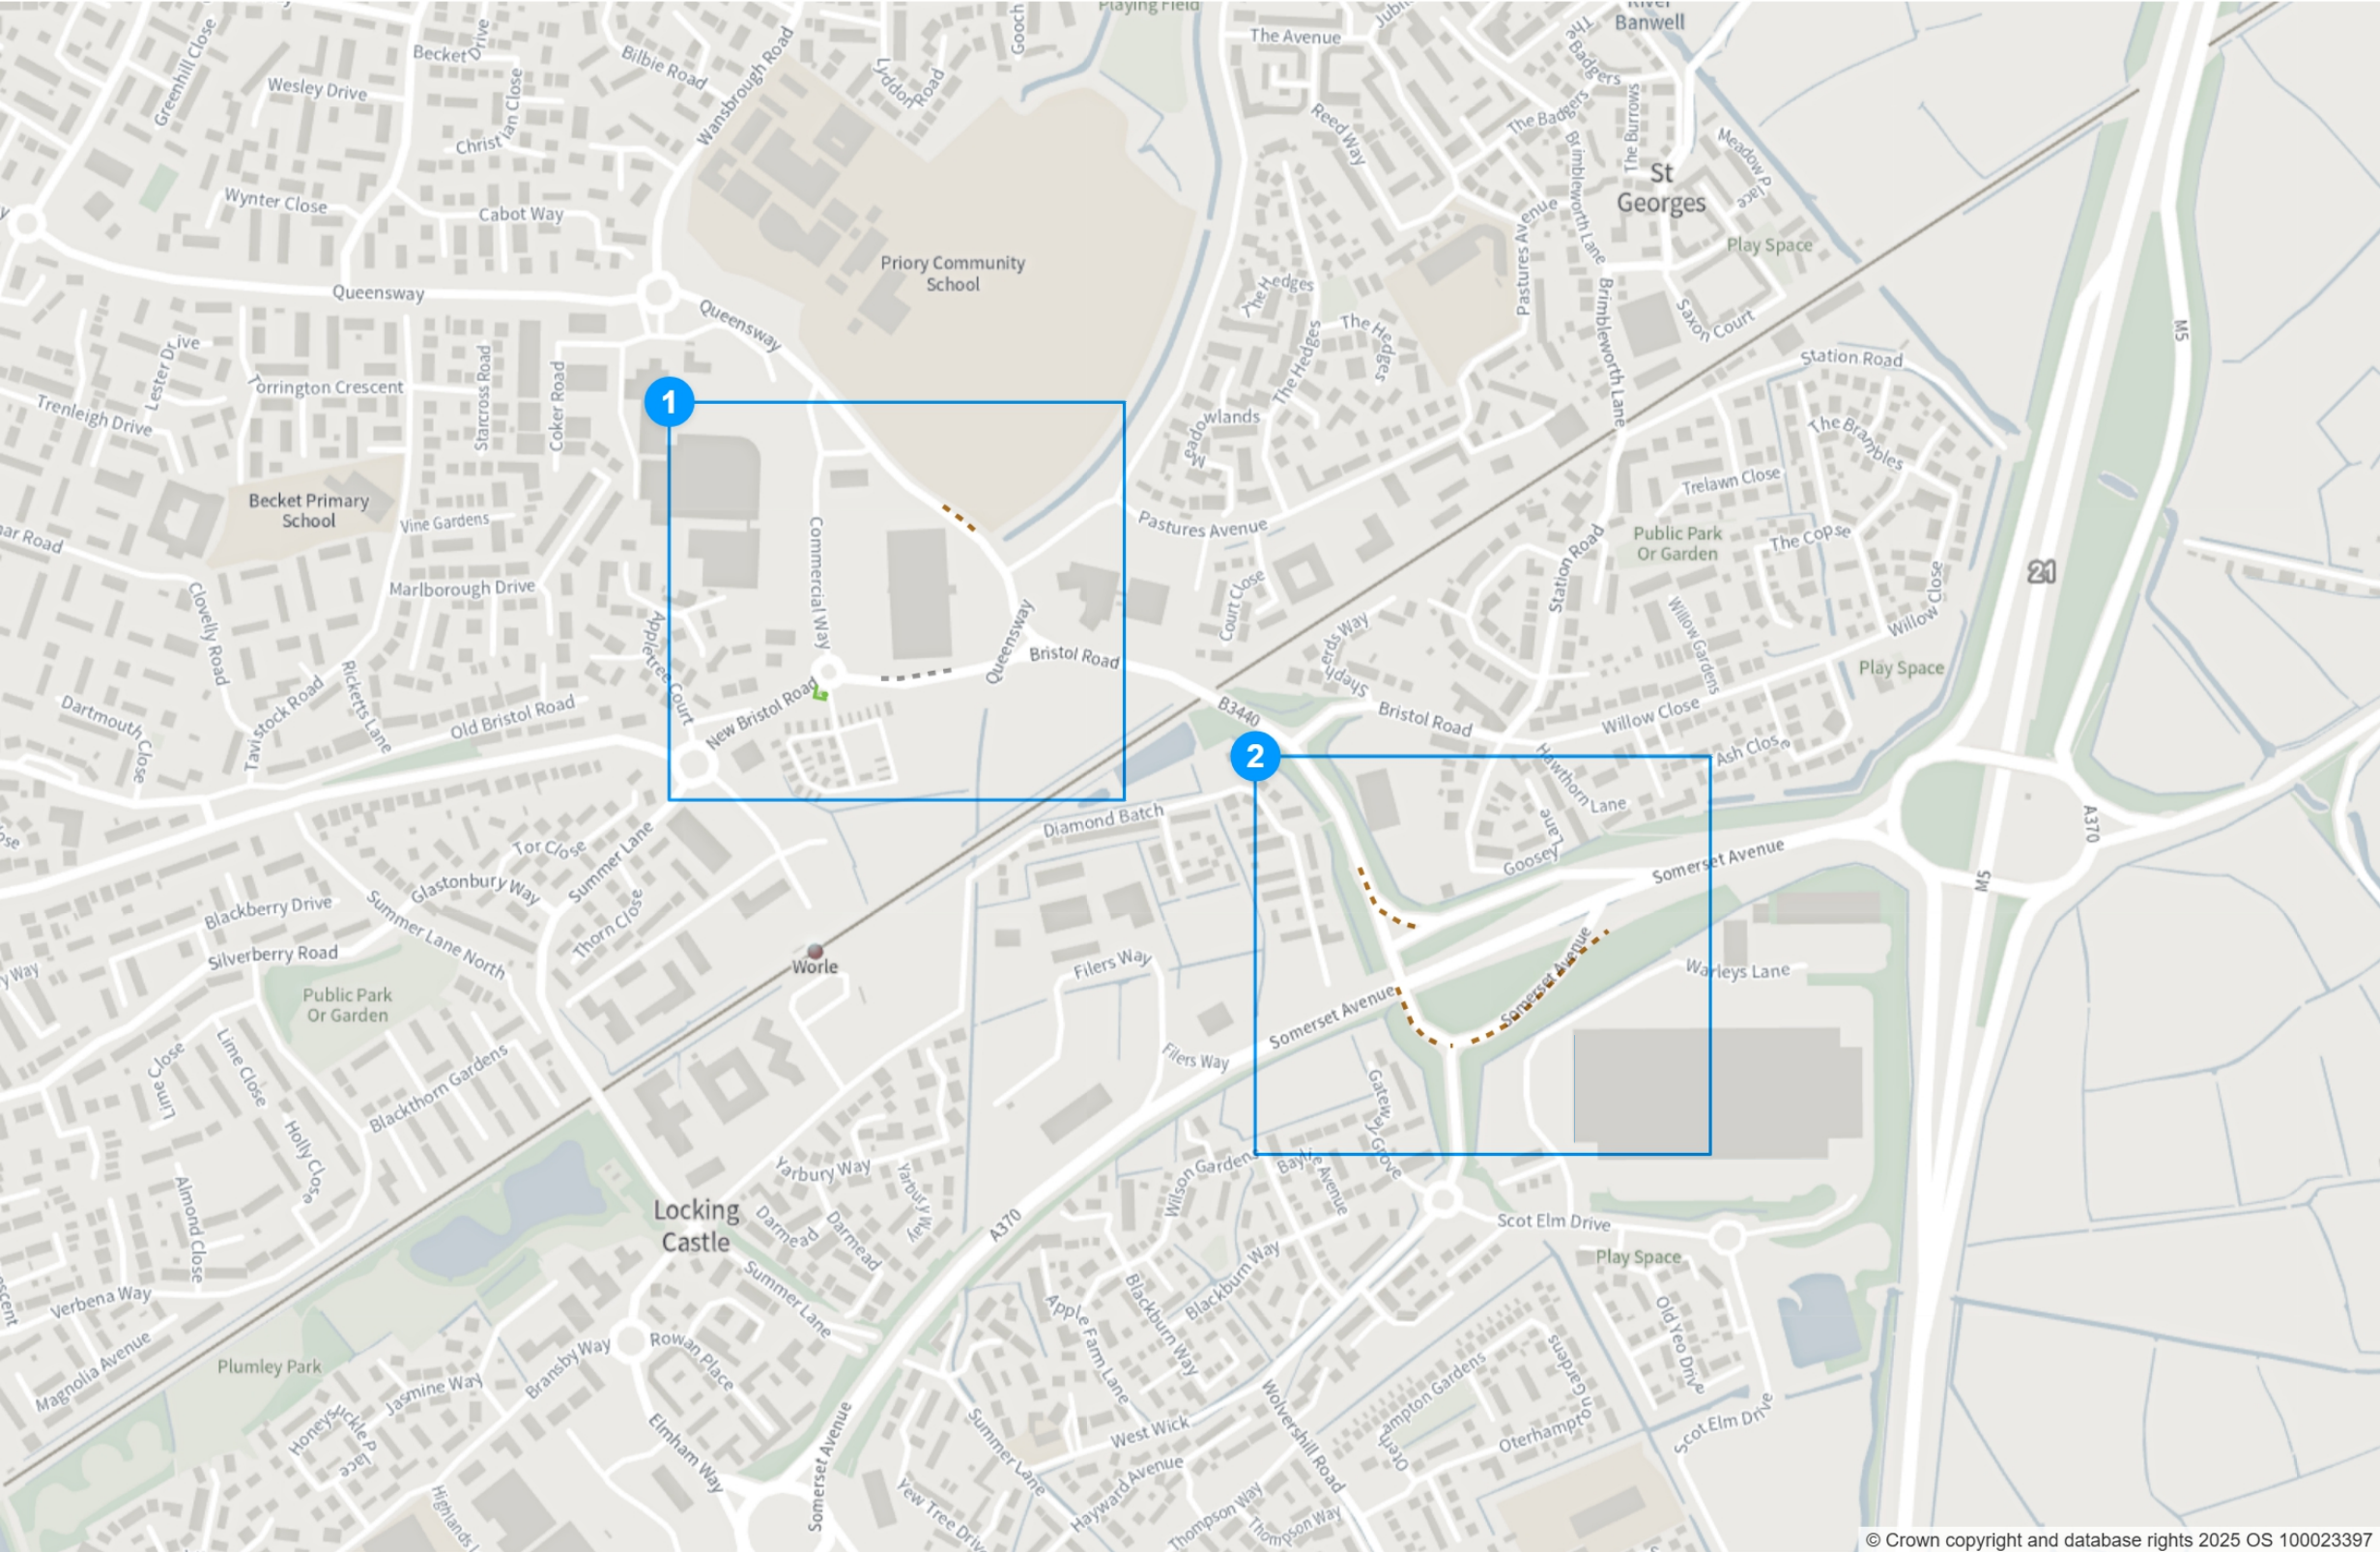 Playing Field
River
Banwell
The Avenue
Becket Drive
Greenhill Close
Bilbie Road
Wansbrough Road
Lyddon
Road
Gooch
The
Badgers
Wesley Drive
Christian Close
Reed Way
The Badgers
The Burrows
Brimbleworth Lane
Meadow Place
St
Georges
Wynter Close
Cabot Way
Pastures Avenue
Play Space
Priory Community
School
Queensway
Queensway
The Hedges
The Hedges
The Hedges
Saxon Court
Brimbleworth Lane
M5
Station Road
Lester Drive
Torrington Crescent
Trenleigh Drive
Starcross Road
Coker Road
1
Meadowlands
The Brambles
Trelawn Close
Becket Primary
School
Vine Gardens
Commercial Way
Pastures Avenue
Public Park
Or Garden
The Copse
Station Road
21
Marlborough Drive
Clovelly Road
Appletree Court
Court Close
Willow Close
Willow Gardens
Queensway
Bristol Road
Shepherds Way
Play Space
Ricketts Lane
Tavistock Road
Dartmouth Close
Old Bristol Road
New Bristol Road
B3440
Bristol Road
Willow Close
2
Ash Close
Hawthorn
Lane
Diamond Batch
Goosey
Lane
A370
Somerset Avenue
M5
Tor Close
Summer Lane
Glastonbury Way
Blackberry Drive
Summer Lane North
Thorn Close
Silverberry Road
Worle
Filers Way
Somerset Avenue
Warleys Lane
Public Park
Or Garden
Somerset Avenue
Filers Way
Lime Close
Lime Close
Blackthorn Gardens
Holly Close
Almond Close
Gateway Grove
Yarbury Way
Yarbury Way
Wilson Gardens
Baylie Avenue
Locking
Castle
Darmead
Darmead
A370
Scot Elm Drive
Play Space
Summer Lane
Blackburn Way
Blackburn Way
Apple Farm Lane
Old Yeo Drive
Verbena Way
Magnolia Avenue
Plumley Park
Bransby Way
Rowan Place
Jasmine Way
Honeysuckle Place
Elmham Way
Somerset Avenue
Summer Lane
West Wick
Wolvershill Road
Oterhampton Gardens
Oterhampton Gardens
Scot Elm Drive
Hayward Avenue
Yew Tree Drive
Thompson Way
Thompson Way
© Crown copyright and database rights 2025 OS 100023397